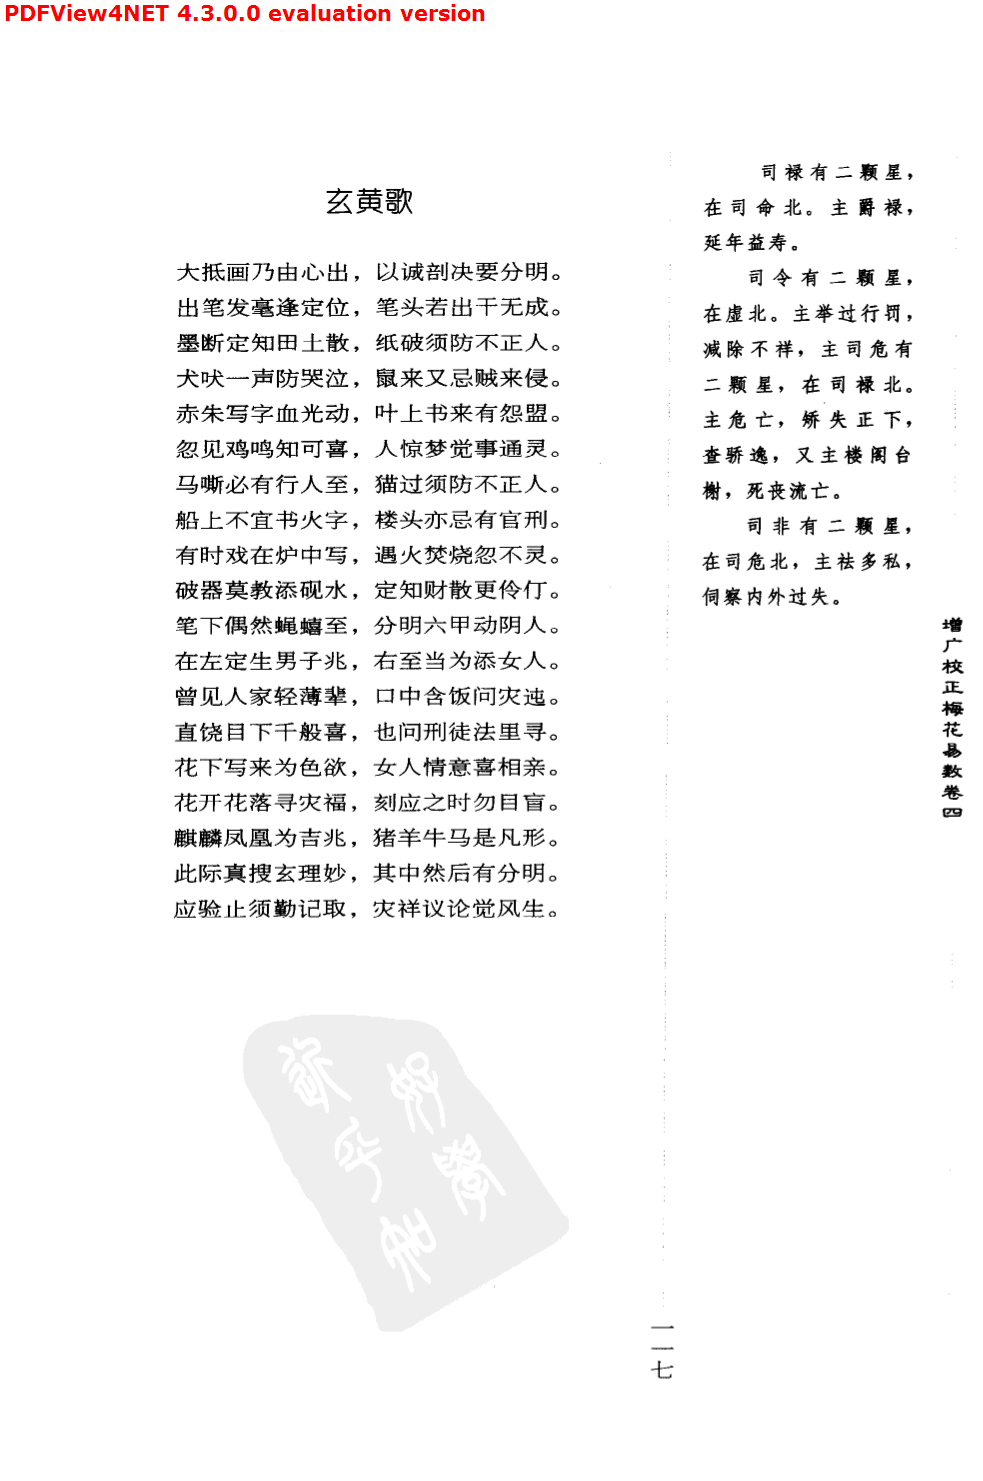 PDFView4NET 4.3.0.0 evaluation version
玄黄歌
大抵画乃由心出，以诚剖决要分明。
出笔发毫逢定位，笔头若出干无成。
墨断定知田土散，纸破须防不正人。
犬吠一声防哭泣，鼠来又忌贼来侵。
赤朱写字血光动，叶上书来有怨盟。
忽见鸡鸣知可喜，人惊梦觉事通灵。
马嘶必有行人至，猫过须防不正人。
船上不宜书火字，楼头亦忌有官刑。
有时戏在炉中写，遇火焚烧忽不灵。
破器莫教添砚水，定知财散更伶仃。
笔下偶然蝇蟢至，分明六甲动阴人。
在左定生男子兆，右至当为添女人。
曾见人家轻薄辈，口中含饭问灾迍。
直饶目下千般喜，也问刑徒法里寻。
花下写来为色欲，女人情意喜相亲。
花开花落寻灾福，刻应之时勿目盲。
麒麟凤凰为吉兆，猪羊牛马是凡形。
此际真搜玄理妙，其中然后有分明。
应验止须勤记取，灾祥议论觉风生。
司禄有二颗星，
在司命北。主爵禄，
延年益寿。
司令有二颗星，
在虚北。主举过行罚，
减除不祥，主司危有
二颗星，在司禄北。
主危亡，矫失正下，
查骄逸，又主楼阁台
榭，死丧流亡。
司非有二颗星，
在司危北，主祛多私，
伺察内外过失。
增广校正梅花易数卷四
一一七